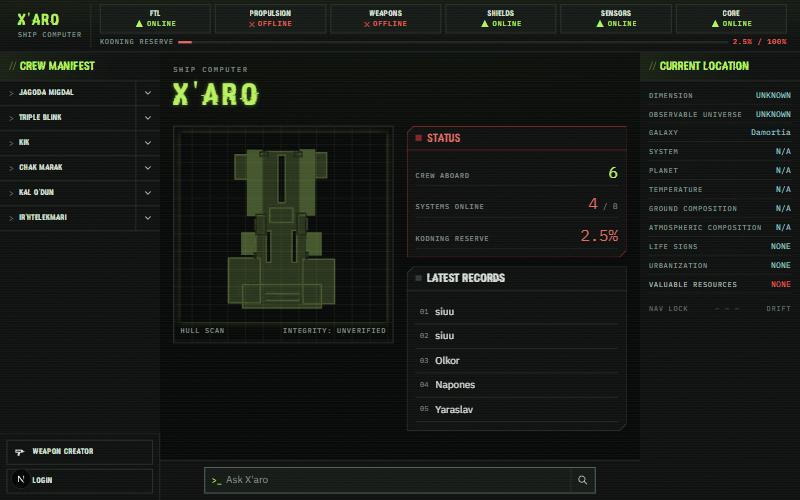 X'ARO
SHIP COMPUTER
FTL
ONLINE
PROPULSION
OFFLINE
WEAPONS
OFFLINE
SHIELDS
ONLINE
SENSORS
ONLINE
CORE
ONLINE
KODNING RESERVE
2.5% / 100%
// CREW MANIFEST
> JAGODA MIGDAL
> TRIPLE BLINK
> KIK
> CHAK MARAK
> KAL O'DUN
> IR'HTELEKMARI
WEAPON CREATOR
N LOGIN
SHIP COMPUTER
X'ARO
HULL SCAN
INTEGRITY: UNVERIFIED
STATUS
CREW ABOARD 6
SYSTEMS ONLINE 4 / 8
KODNING RESERVE 2.5%
LATEST RECORDS
01 siuu
02 siuu
03 Olkor
04 Napones
05 Yaraslav
>_ Ask X'aro
// CURRENT LOCATION
DIMENSION UNKNOWN
OBSERVABLE UNIVERSE UNKNOWN
GALAXY Damortia
SYSTEM N/A
PLANET N/A
TEMPERATURE N/A
GROUND COMPOSITION N/A
ATMOSPHERIC COMPOSITION N/A
LIFE SIGNS NONE
URBANIZATION NONE
VALUABLE RESOURCES NONE
NAV LOCK – – – DRIFT